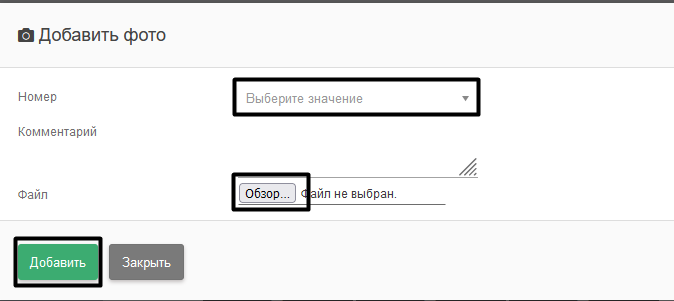 Добавить фото
Номер
Выберите значение
Комментарий
Файл
Обзор... Файл не выбран.
Добавить
Закрыть